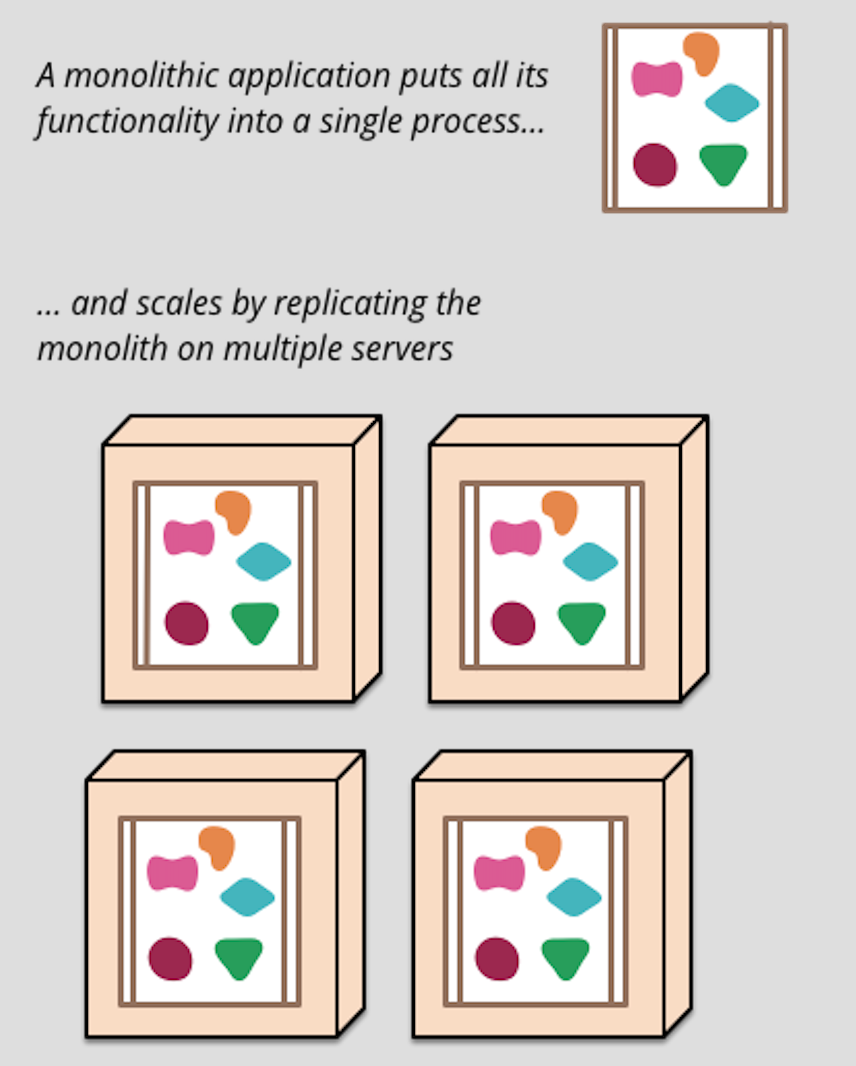 A monolithic application puts all its
functionality into a single process...
... and scales by replicating the
monolith on multiple servers